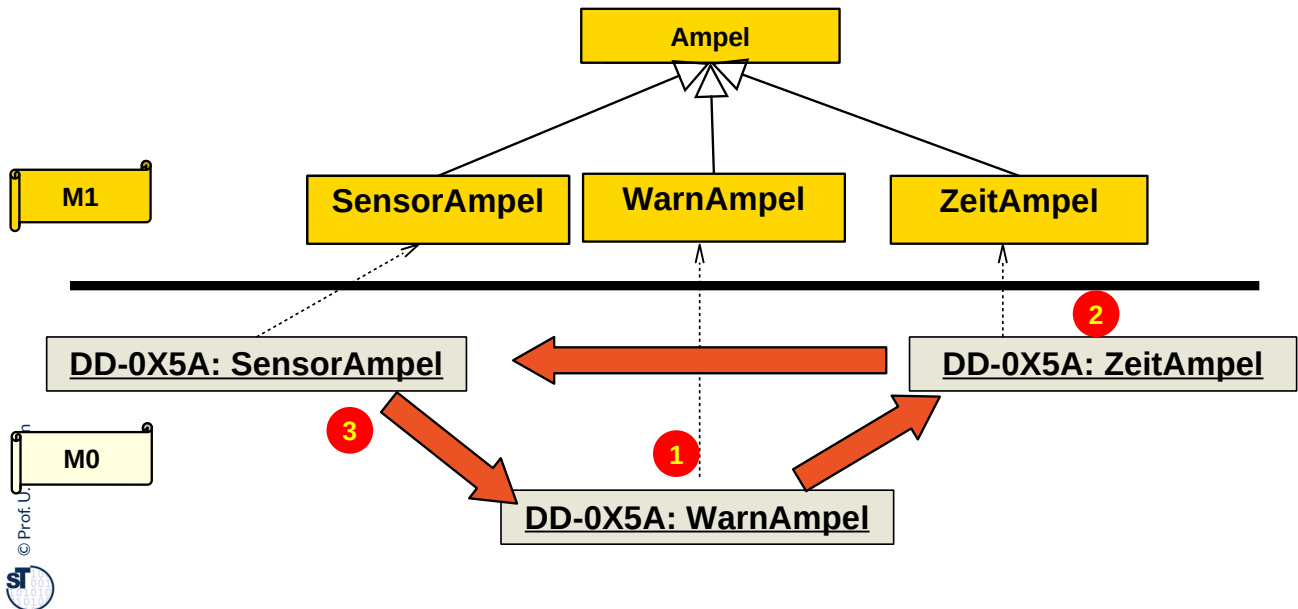 Ampel
M1
SensorAmpel
WarnAmpel
ZeitAmpel
2
DD-0X5A: SensorAmpel
DD-0X5A: ZeitAmpel
3
1
M0
DD-0X5A: WarnAmpel
© Prof. U.
ST